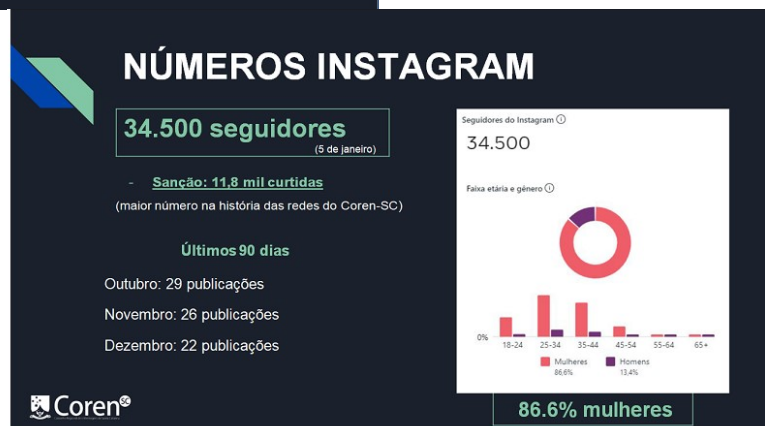 NÚMEROS INSTAGRAM
34.500 seguidores
(5 de janeiro)
- Sanção: 11,8 mil curtidas
(maior número na história das redes do Coren-SC)
Últimos 90 dias
Outubro: 29 publicações
Novembro: 26 publicações
Dezembro: 22 publicações
Coren SC
Seguidores do Instagram
34.500
Faixa etária e gênero
0%
18-24 25-34 35-44 45-54 55-64 65+
Mulheres Homens
86,6% 13,4%
86.6% mulheres